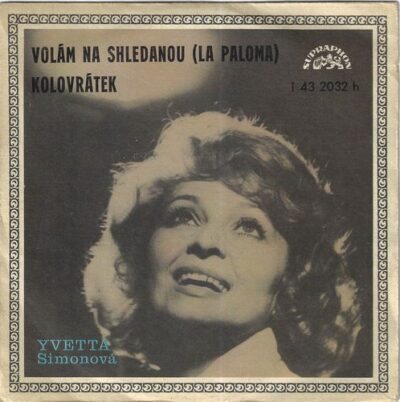 VOLÁM NA SHLEDANOU (LA PALOMA)
KOLOVRÁTEK
SUPRAPHON
1 43 2032 h
YVETTA
Simonová